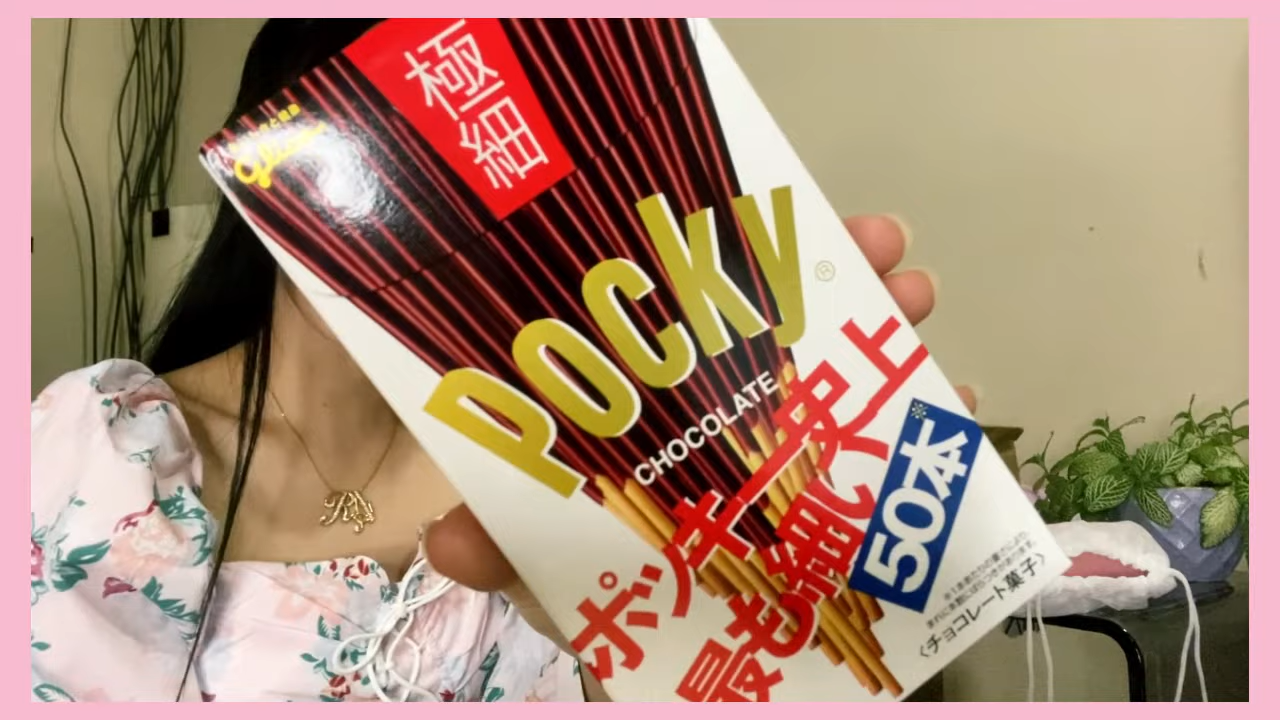 Glico
極細
Pocky
®
CHOCOLATE
ポッキー史上
最も細い
※
50本
〈チョコレート菓子〉